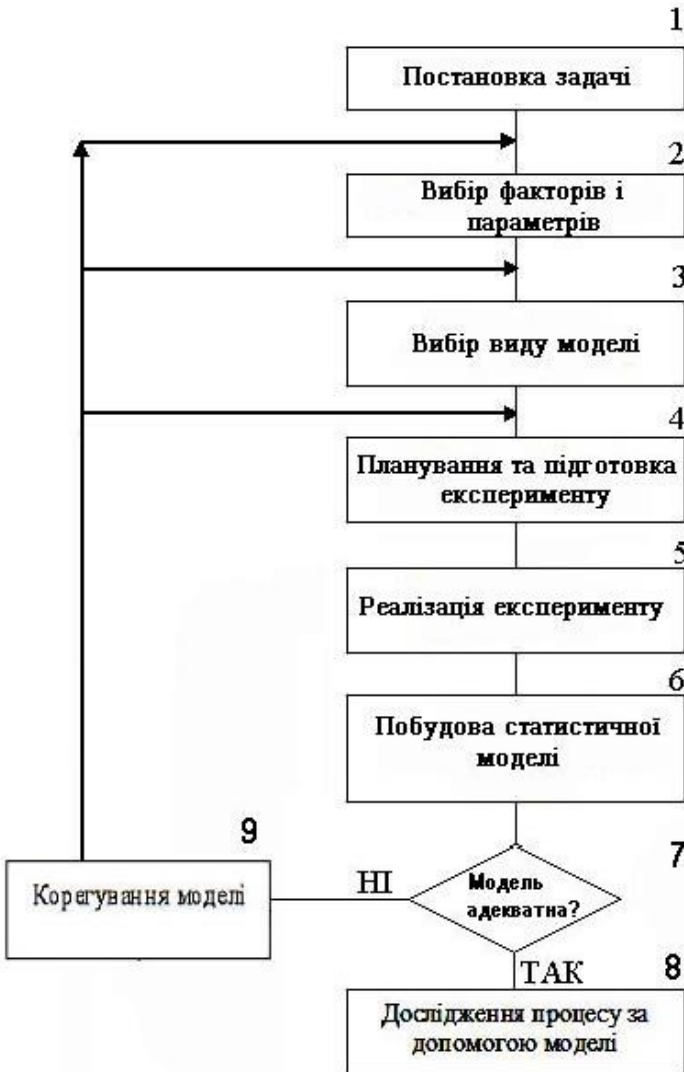 1
Постановка задачі
2
Вибір факторів і
параметрів
3
Вибір виду моделі
4
Планування та підготовка
експерименту
5
Реалізація експерименту
6
Побудова статистичної
моделі
7
Модель
адекватна?
НІ
9
Корегування моделі
ТАК
8
Дослідження процесу за
допомогою моделі